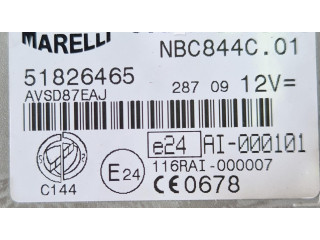 MARELLI
NBC844C.01
51826465
287 09 12V=
AVSD87EAJ
e24 AI-000101
E24
116RAI-000007
C144
CE0678